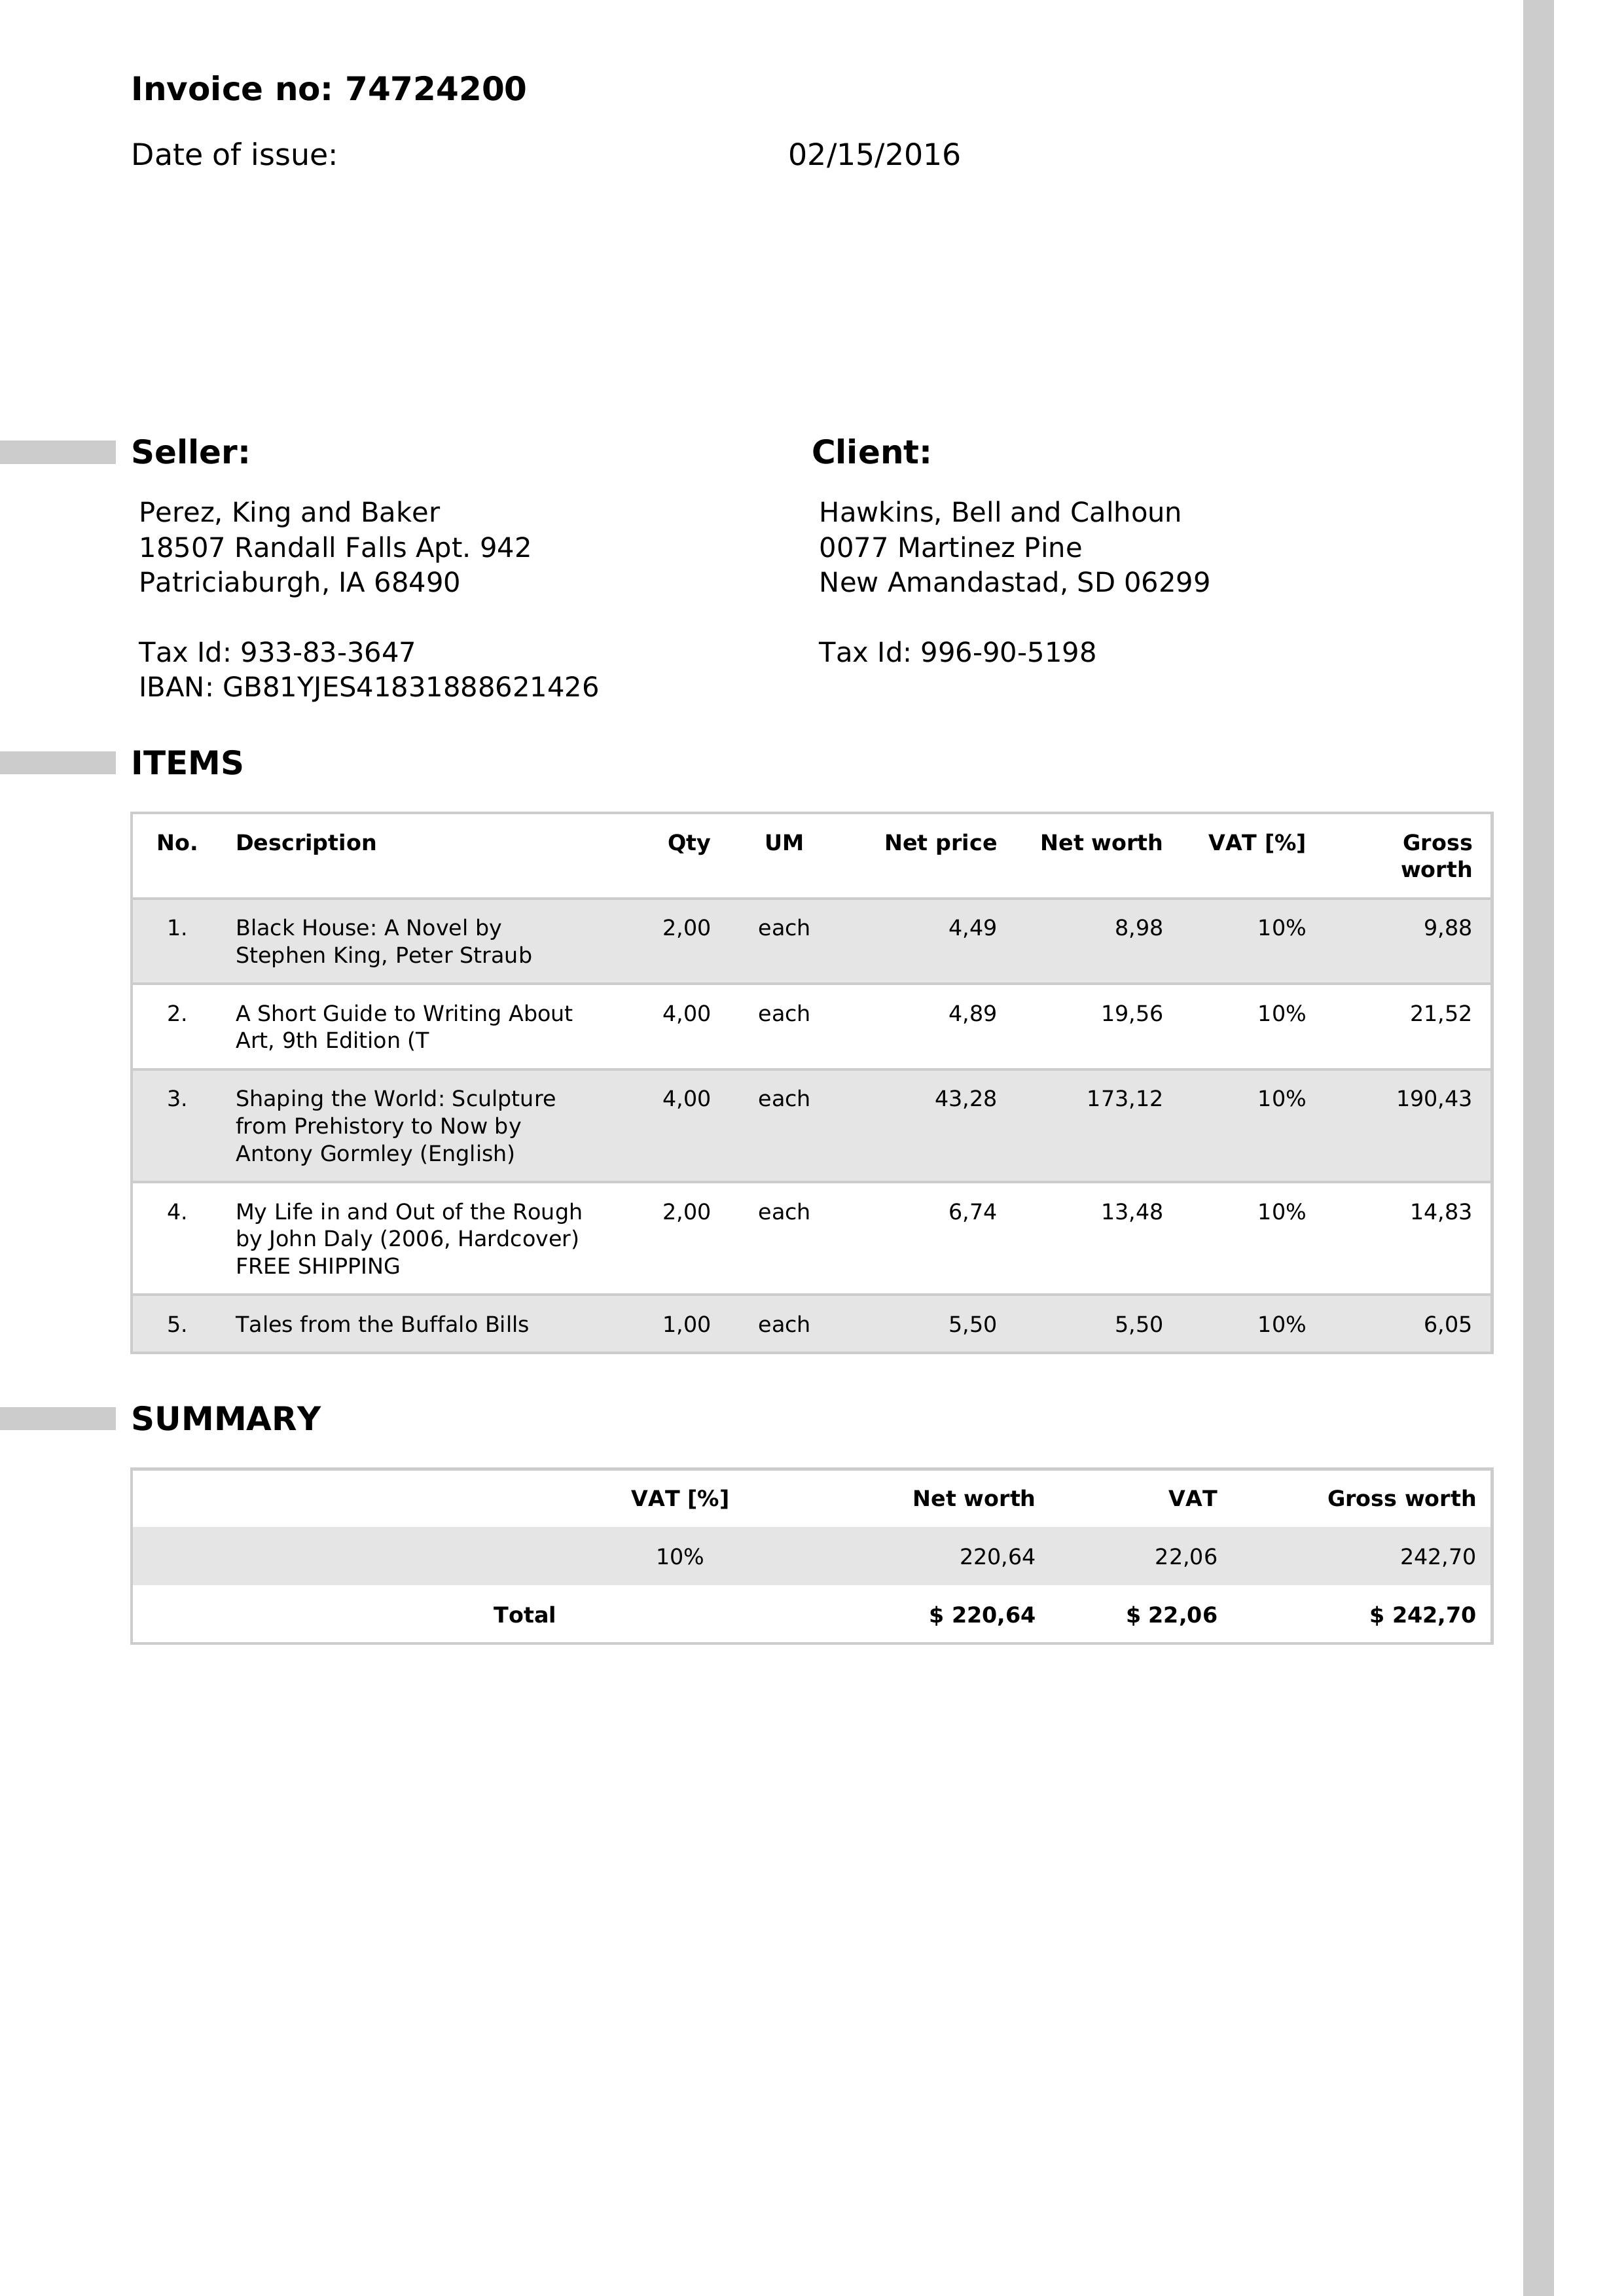 Invoice no: 74724200
Date of issue: 02/15/2016
Seller: Client:
Perez, King and Baker Hawkins, Bell and Calhoun
18507 Randall Falls Apt. 942 0077 Martinez Pine
Patriciaburgh, IA 68490 New Amandastad, SD 06299
Tax Id: 933-83-3647 Tax Id: 996-90-5198
IBAN: GB81YJES41831888621426
ITEMS
No. Description Qty UM Net price Net worth VAT [%] Gross
worth
1. Black House: A Novel by 2,00 each 4,49 8,98 10% 9,88
Stephen King, Peter Straub
2. A Short Guide to Writing About 4,00 each 4,89 19,56 10% 21,52
Art, 9th Edition (T
3. Shaping the World: Sculpture 4,00 each 43,28 173,12 10% 190,43
from Prehistory to Now by
Antony Gormley (English)
4. My Life in and Out of the Rough 2,00 each 6,74 13,48 10% 14,83
by John Daly (2006, Hardcover)
FREE SHIPPING
5. Tales from the Buffalo Bills 1,00 each 5,50 5,50 10% 6,05
SUMMARY
VAT [%] Net worth VAT Gross worth
10% 220,64 22,06 242,70
Total $ 220,64 $ 22,06 $ 242,70